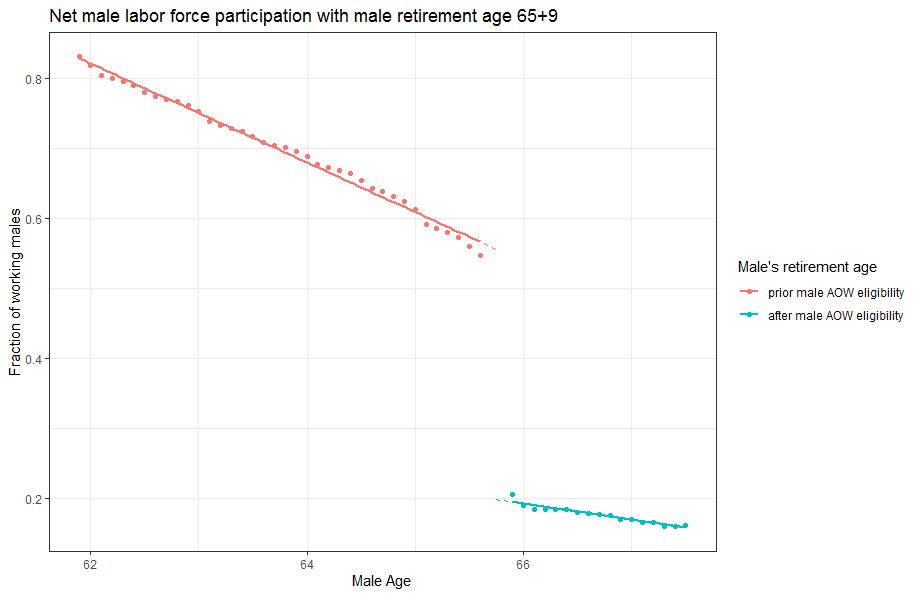 Net male labor force participation with male retirement age 65+9
Fraction of working males
0.8
0.6
0.4
0.2
62
64
66
Male Age
Male's retirement age
prior male AOW eligibility
after male AOW eligibility